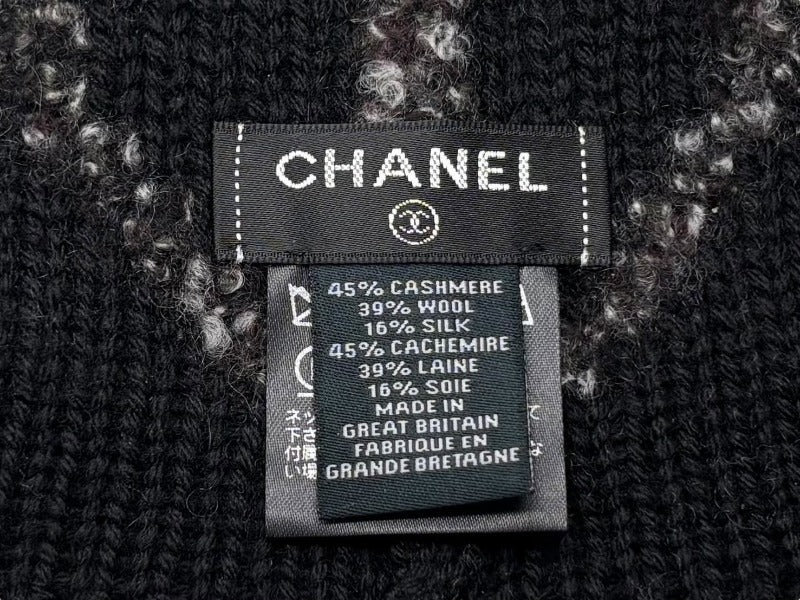 CHANEL
45% CASHMERE
39% WOOL
16% SILK
45% CACHEMIRE
39% LAINE
16% SOIE
MADE IN
GREAT BRITAIN
FABRIQUE EN
GRANDE BRETAGNE